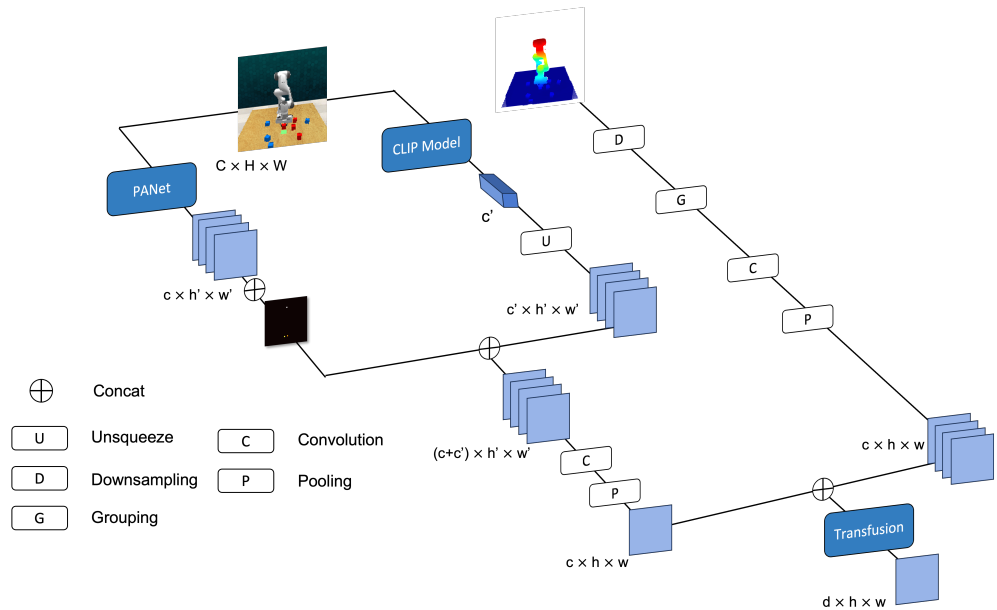 D
CLIP Model
C × H × W
PANet
G
c'
U
C
c × h' × w'
c' × h' × w'
P
Concat
U Unsqueeze
C Convolution
(c+c') × h' × w'
C
c × h × w
D Downsampling
P Pooling
P
G Grouping
Transfusion
c × h × w
d × h × w